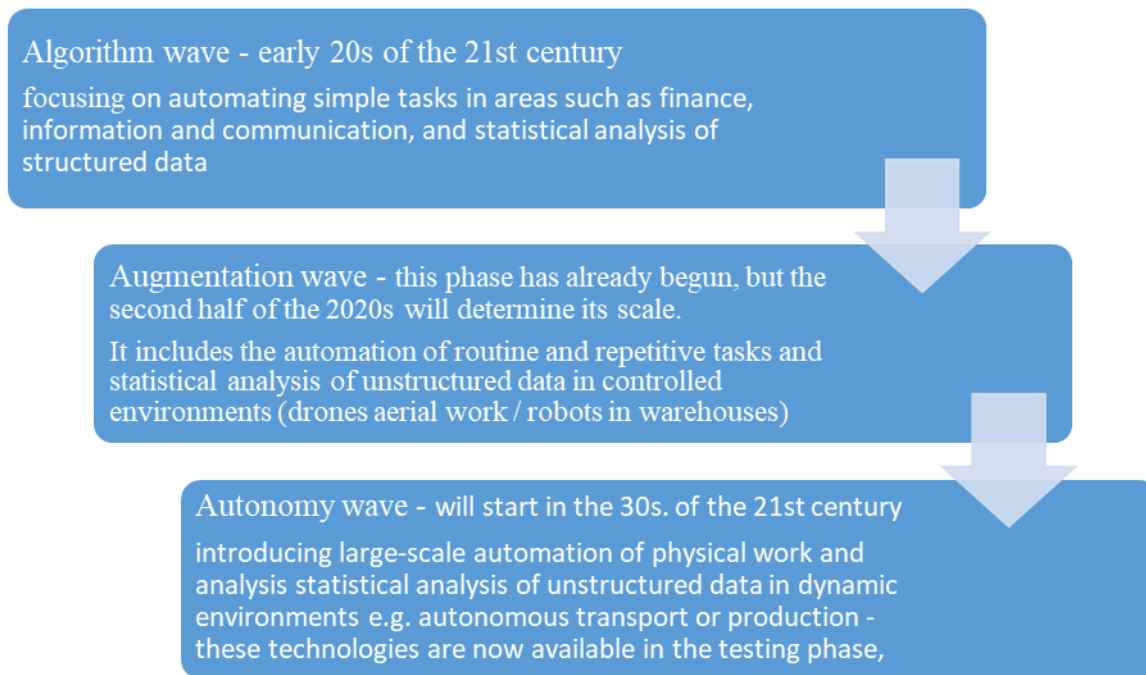 Algorithm wave - early 20s of the 21st century
focusing on automating simple tasks in areas such as finance,
information and communication, and statistical analysis of
structured data
Augmentation wave - this phase has already begun, but the
second half of the 2020s will determine its scale.
It includes the automation of routine and repetitive tasks and
statistical analysis of unstructured data in controlled
environments (drones aerial work / robots in warehouses)
Autonomy wave - will start in the 30s. of the 21st century
introducing large-scale automation of physical work and
analysis statistical analysis of unstructured data in dynamic
environments e.g. autonomous transport or production -
these technologies are now available in the testing phase,